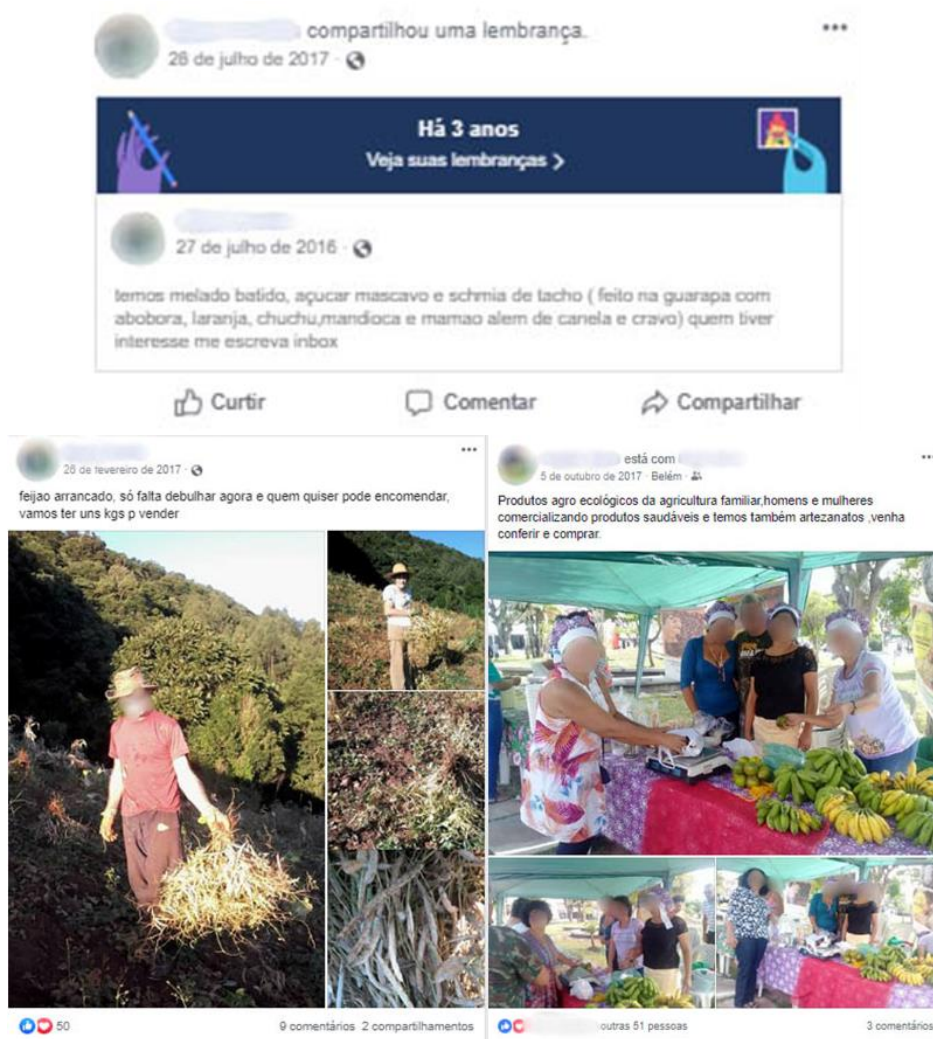 compartilhou uma lembrança.
26 de julho de 2017
Há 3 anos
Veja suas lembranças >
27 de julho de 2016
temos melado batido, açucar mascavo e schmia de tacho ( feito na guarapa com
abobora, laranja, chuchu,mandioca e mamao alem de canela e cravo) quem tiver
interesse me escreva inbox
Curtir
Comentar
Compartilhar
26 de fevereiro de 2017
feijao arrancado, só falta debulhar agora e quem quiser pode encomendar,
vamos ter uns kgs p vender
50
9 comentários 2 compartilhamentos
está com
5 de outubro de 2017 · Belém
Produtos agro ecológicos da agricultura familiar,homens e mulheres
comercializando produtos saudáveis e temos também artezanatos ,venha
conferir e comprar.
outras 51 pessoas
3 comentários